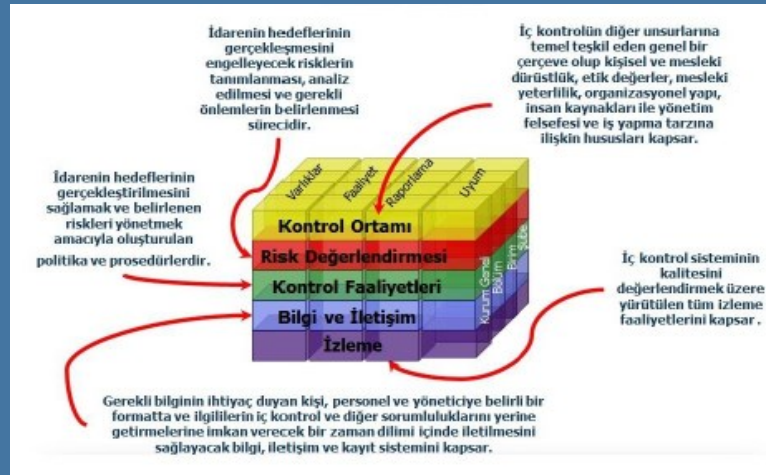 İdarenin hedeflerinin
gerçekleşmesini
engelleyecek risklerin
tanımlanması, analiz
edilmesi ve gerekli
önlemlerin belirlenmesi
sürecidir.
İç kontrolün diğer unsurlarına
temel teşkil eden genel bir
çerçeve olup kişisel ve mesleki
dürüstlük, etik değerler, mesleki
yeterlilik, organizasyonel yapı,
insan kaynakları ile yönetim
felsefesi ve iş yapma tarzına
ilişkin hususları kapsar.
İdarenin hedeflerinin
gerçekleştirilmesini
sağlamak ve belirlenen
riskleri yönetmek
amacıyla oluşturulan
politika ve prosedürlerdir.
Varlıklar
Faaliyet
Raporlama
Uyum
Kontrol Ortamı
Risk Değerlendirmesi
Kontrol Faaliyetleri
Bilgi ve İletişim
İzleme
Kurum Geneli
Bölüm
Birim
Şube
İç kontrol sisteminin
kalitesini
değerlendirmek üzere
yürütülen tüm izleme
faaliyetlerini kapsar .
Gerekli bilginin ihtiyaç duyan kişi, personel ve yöneticiye belirli bir
formatta ve ilgililerin iç kontrol ve diğer sorumluluklarını yerine
getirmelerine imkan verecek bir zaman dilimi içinde iletilmesini
sağlayacak bilgi, iletişim ve kayıt sistemini kapsar.